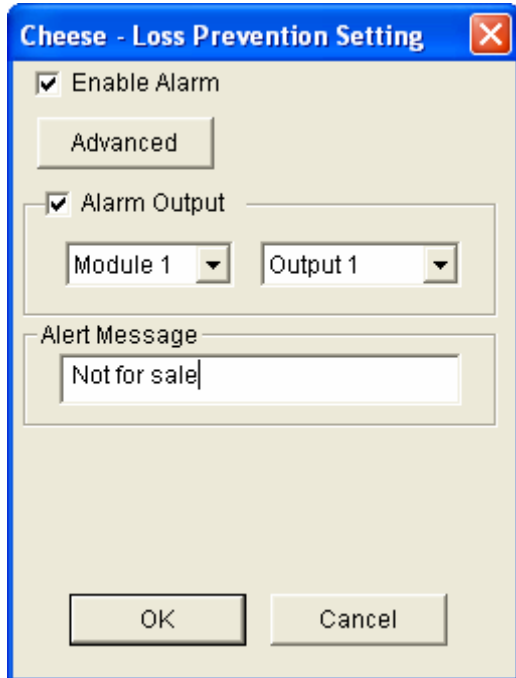 Cheese - Loss Prevention Setting
Enable Alarm
Advanced
Alarm Output
Module 1 Output 1
Alert Message
Not for sale
OK Cancel